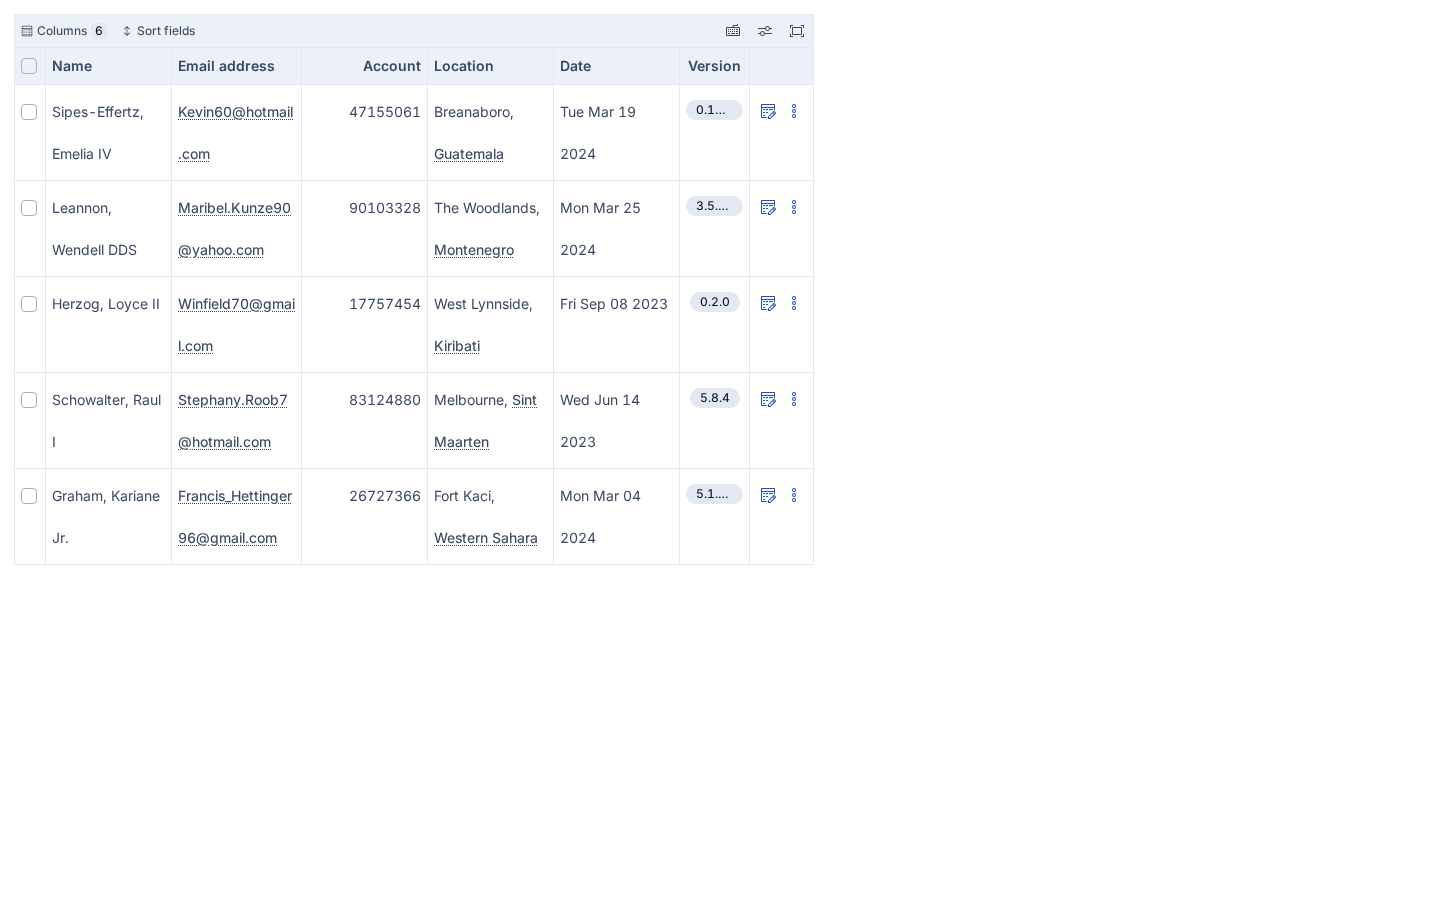 Columns 6 Sort fields
Name Email address Account Location Date Version
Sipes-Effertz, Kevin60@hotmail 47155061 Breanaboro, Tue Mar 19 0.1...
Emelia IV .com Guatemala 2024
Leannon, Maribel.Kunze90 90103328 The Woodlands, Mon Mar 25 3.5....
Wendell DDS @yahoo.com Montenegro 2024
Herzog, Loyce II Winfield70@gmai 17757454 West Lynnside, Fri Sep 08 2023 0.2.0
l.com Kiribati
Schowalter, Raul Stephany.Roob7 83124880 Melbourne, Sint Wed Jun 14 5.8.4
I @hotmail.com Maarten 2023
Graham, Kariane Francis_Hettinger 26727366 Fort Kaci, Mon Mar 04 5.1....
Jr. 96@gmail.com Western Sahara 2024